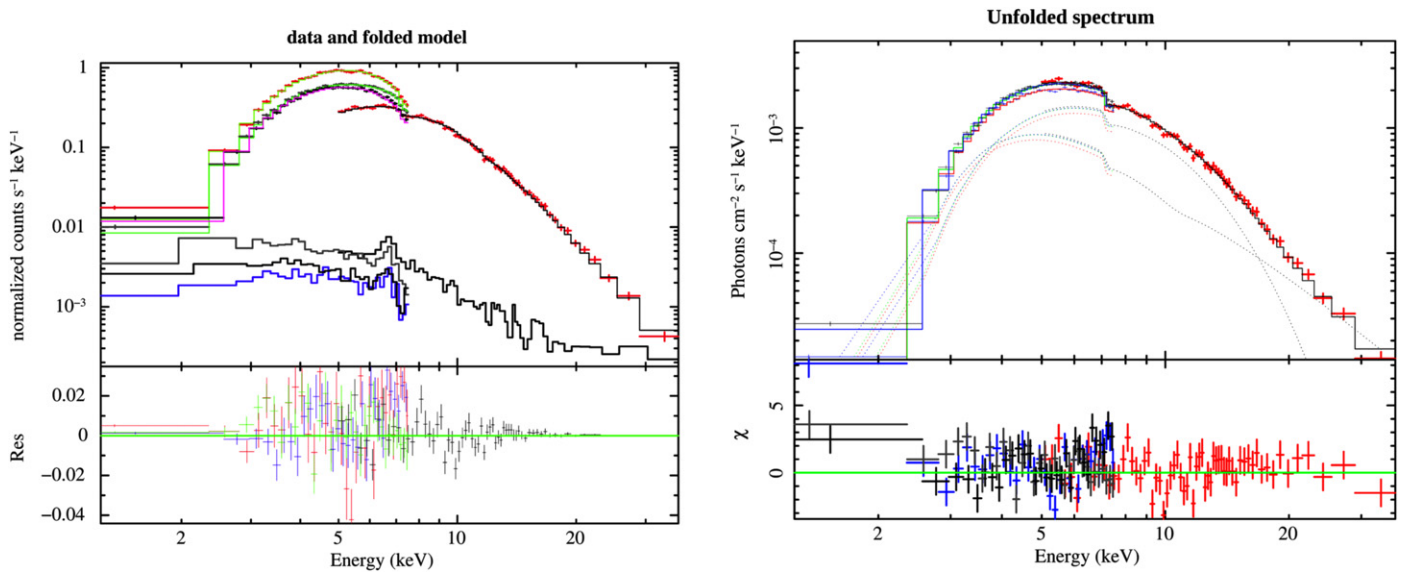 data and folded model
normalized counts s⁻¹ keV⁻¹
1
0.1
0.01
10⁻³
Res
0.02
0
−0.02
−0.04
2
5
10
20
Energy (keV)
Unfolded spectrum
Photons cm⁻² s⁻¹ keV⁻¹
10⁻³
10⁻⁴
χ
5
0
2
5
10
20
Energy (keV)